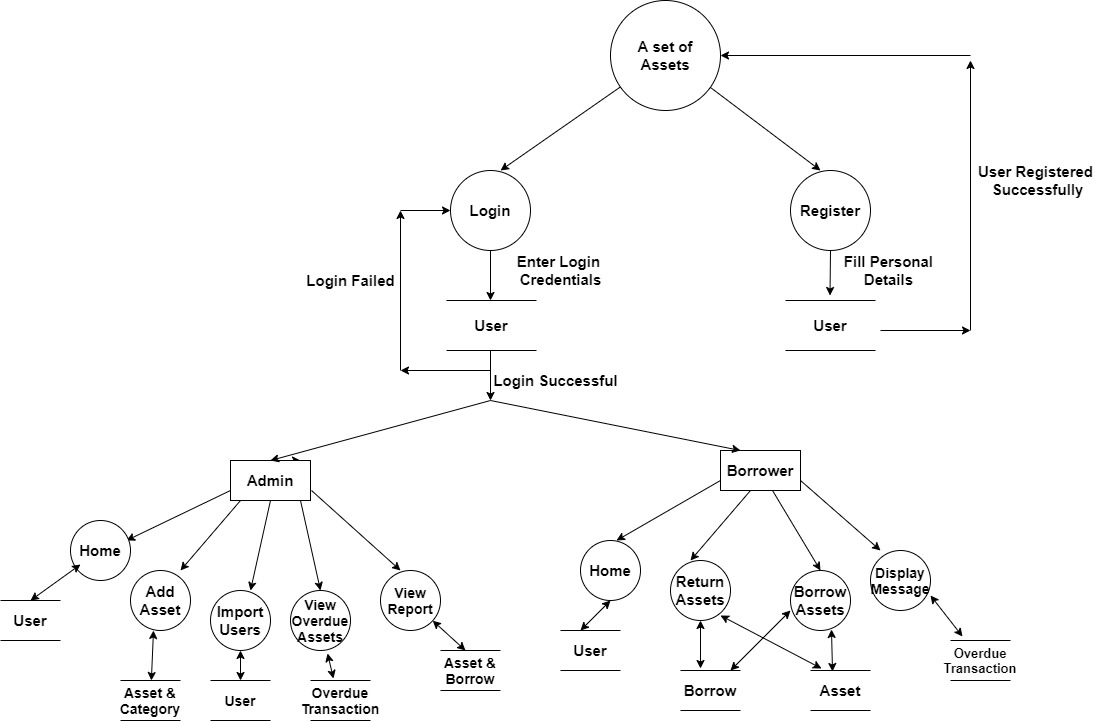 A set of
Assets
Login
Register
User Registered
Successfully
Enter Login
Credentials
Fill Personal
Details
Login Failed
User
User
Login Successful
Admin
Borrower
Home
Home
Add
Asset
Import
Users
View
Overdue
Assets
View
Report
Return
Assets
Borrow
Assets
Display
Message
User
User
Asset &
Category
User
Overdue
Transaction
Asset &
Borrow
Borrow
Asset
Overdue
Transaction